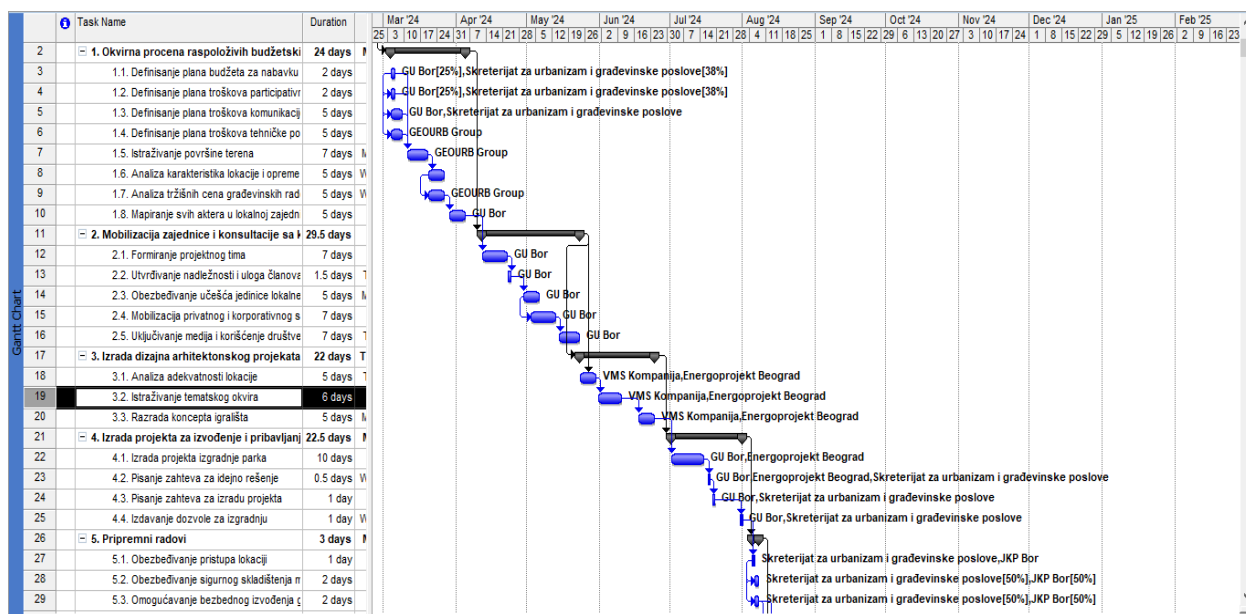 Task Name Duration Mar '24 Apr '24 May '24 Jun '24 Jul '24 Aug '24 Sep '24 Oct '24 Nov '24 Dec '24 Jan '25 Feb '25
25 3 10 17 24 31 7 14 21 28 5 12 19 26 2 9 16 23 30 7 14 21 28 4 11 18 25 1 8 15 22 29 6 13 20 27 3 10 17 24 1 8 15 22 29 5 12 19 26 2 9 16 23
2 1. Okvirna procena raspoloživih budžetski 24 days
3 1.1. Definisanje plana budžeta za nabavku 2 days GU Bor[25%],Skreterijat za urbanizam i građevinske poslove[38%]
4 1.2. Definisanje plana troškova participativr 2 days GU Bor[25%],Skreterijat za urbanizam i građevinske poslove[38%]
5 1.3. Definisanje plana troškova komunikacij 5 days GU Bor,Skreterijat za urbanizam i građevinske poslove
6 1.4. Definisanje plana troškova tehničke po 5 days GEOURB Group
7 1.5. Istraživanje površine terena 7 days GEOURB Group
8 1.6. Analiza karakteristika lokacije i opreme 5 days W
9 1.7. Analiza tržišnih cena građevinskih rad 5 days W GEOURB Group
10 1.8. Mapiranje svih aktera u lokalnoj zajedn 5 days GU Bor
11 2. Mobilizacija zajednice i konsultacije sa k 29.5 days
12 2.1. Formiranje projektnog tima 7 days GU Bor
13 2.2. Utvrđivanje nadležnosti i uloga članova 1.5 days T GU Bor
14 2.3. Obezbeđivanje učešća jedinice lokalne 5 days GU Bor
15 2.4. Mobilizacija privatnog i korporativnog s 7 days GU Bor
16 2.5. Uključivanje medija i korišćenje društve 7 days T GU Bor
17 3. Izrada dizajna arhitektonskog projekata 22 days T
18 3.1. Analiza adekvatnosti lokacije 5 days T VMS Kompanija,Energoprojekt Beograd
19 3.2. Istraživanje tematskog okvira 6 days VMS Kompanija,Energoprojekt Beograd
20 3.3. Razrada koncepta igrališta 5 days VMS Kompanija,Energoprojekt Beograd
21 4. Izrada projekta za izvođenje i pribavljanj 22.5 days
22 4.1. Izrada projekta izgradnje parka 10 days GU Bor,Energoprojekt Beograd
23 4.2. Pisanje zahteva za idejno rešenje 0.5 days W GU Bor,Energoprojekt Beograd,Skreterijat za urbanizam i građevinske poslove
24 4.3. Pisanje zahteva za izradu projekta 1 day GU Bor,Skreterijat za urbanizam i građevinske poslove
25 4.4. Izdavanje dozvole za izgradnju 1 day W GU Bor,Skreterijat za urbanizam i građevinske poslove
26 5. Pripremni radovi 3 days
27 5.1. Obezbeđivanje pristupa lokaciji 1 day Skreterijat za urbanizam i građevinske poslove,JKP Bor
28 5.2. Obezbeđivanje sigurnog skladištenja m 2 days Skreterijat za urbanizam i građevinske poslove[50%],JKP Bor[50%]
29 5.3. Omogućavanje bezbednog izvođenja g 2 days Skreterijat za urbanizam i građevinske poslove[50%],JKP Bor[50%]
Gantt Chart